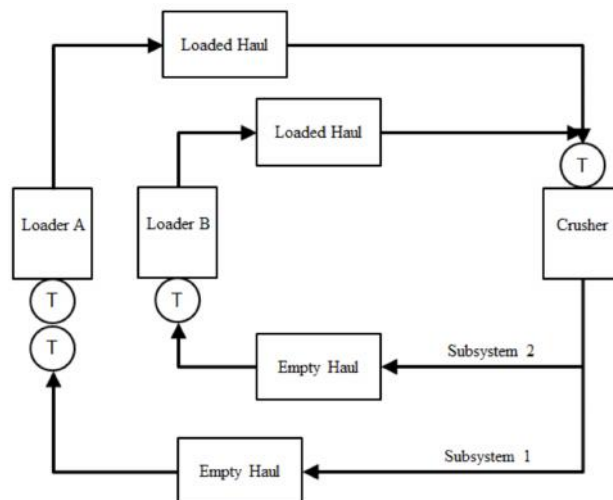 Loaded Haul
Loaded Haul
T
Loader A
Loader B
Crusher
T
T
T
Subsystem 2
Empty Haul
Subsystem 1
Empty Haul